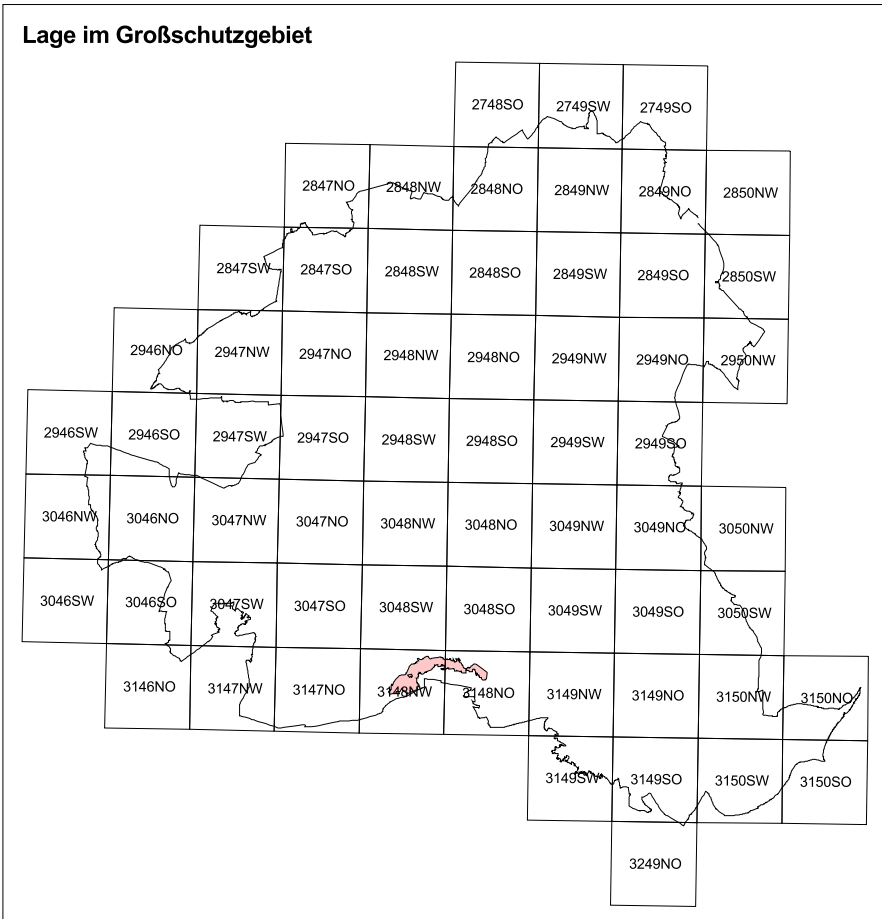 Lage im Großschutzgebiet
2748SO 2749SW 2749SO
2847NO 2848NW 2848NO 2849NW 2849NO 2850NW
2847SW 2847SO 2848SW 2848SO 2849SW 2849SO 2850SW
2946NO 2947NW 2947NO 2948NW 2948NO 2949NW 2949NO 2950NW
2946SW 2946SO 2947SW 2947SO 2948SW 2948SO 2949SW 2949SO
3046NW 3046NO 3047NW 3047NO 3048NW 3048NO 3049NW 3049NO 3050NW
3046SW 3046SO 3047SW 3047SO 3048SW 3048SO 3049SW 3049SO 3050SW
3146NO 3147NW 3147NO 3148NW 3148NO 3149NW 3149NO 3150NW 3150NO
3149SW 3149SO 3150SW 3150SO
3249NO